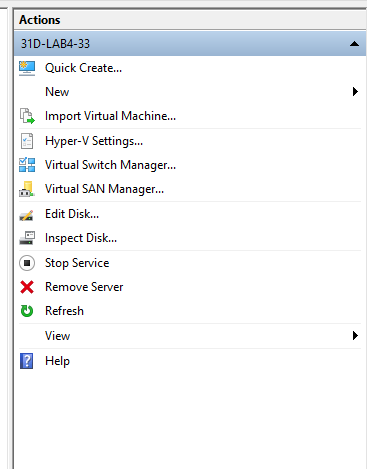 Actions
31D-LAB4-33
Quick Create...
New
Import Virtual Machine...
Hyper-V Settings...
Virtual Switch Manager...
Virtual SAN Manager...
Edit Disk...
Inspect Disk...
Stop Service
Remove Server
Refresh
View
Help